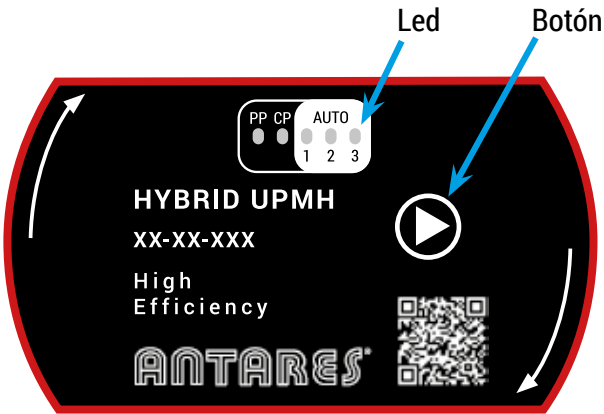 Led Botón
PP CP AUTO
1 2 3
HYBRID UPMH
XX-XX-XXX
High
Efficiency
ANTARES